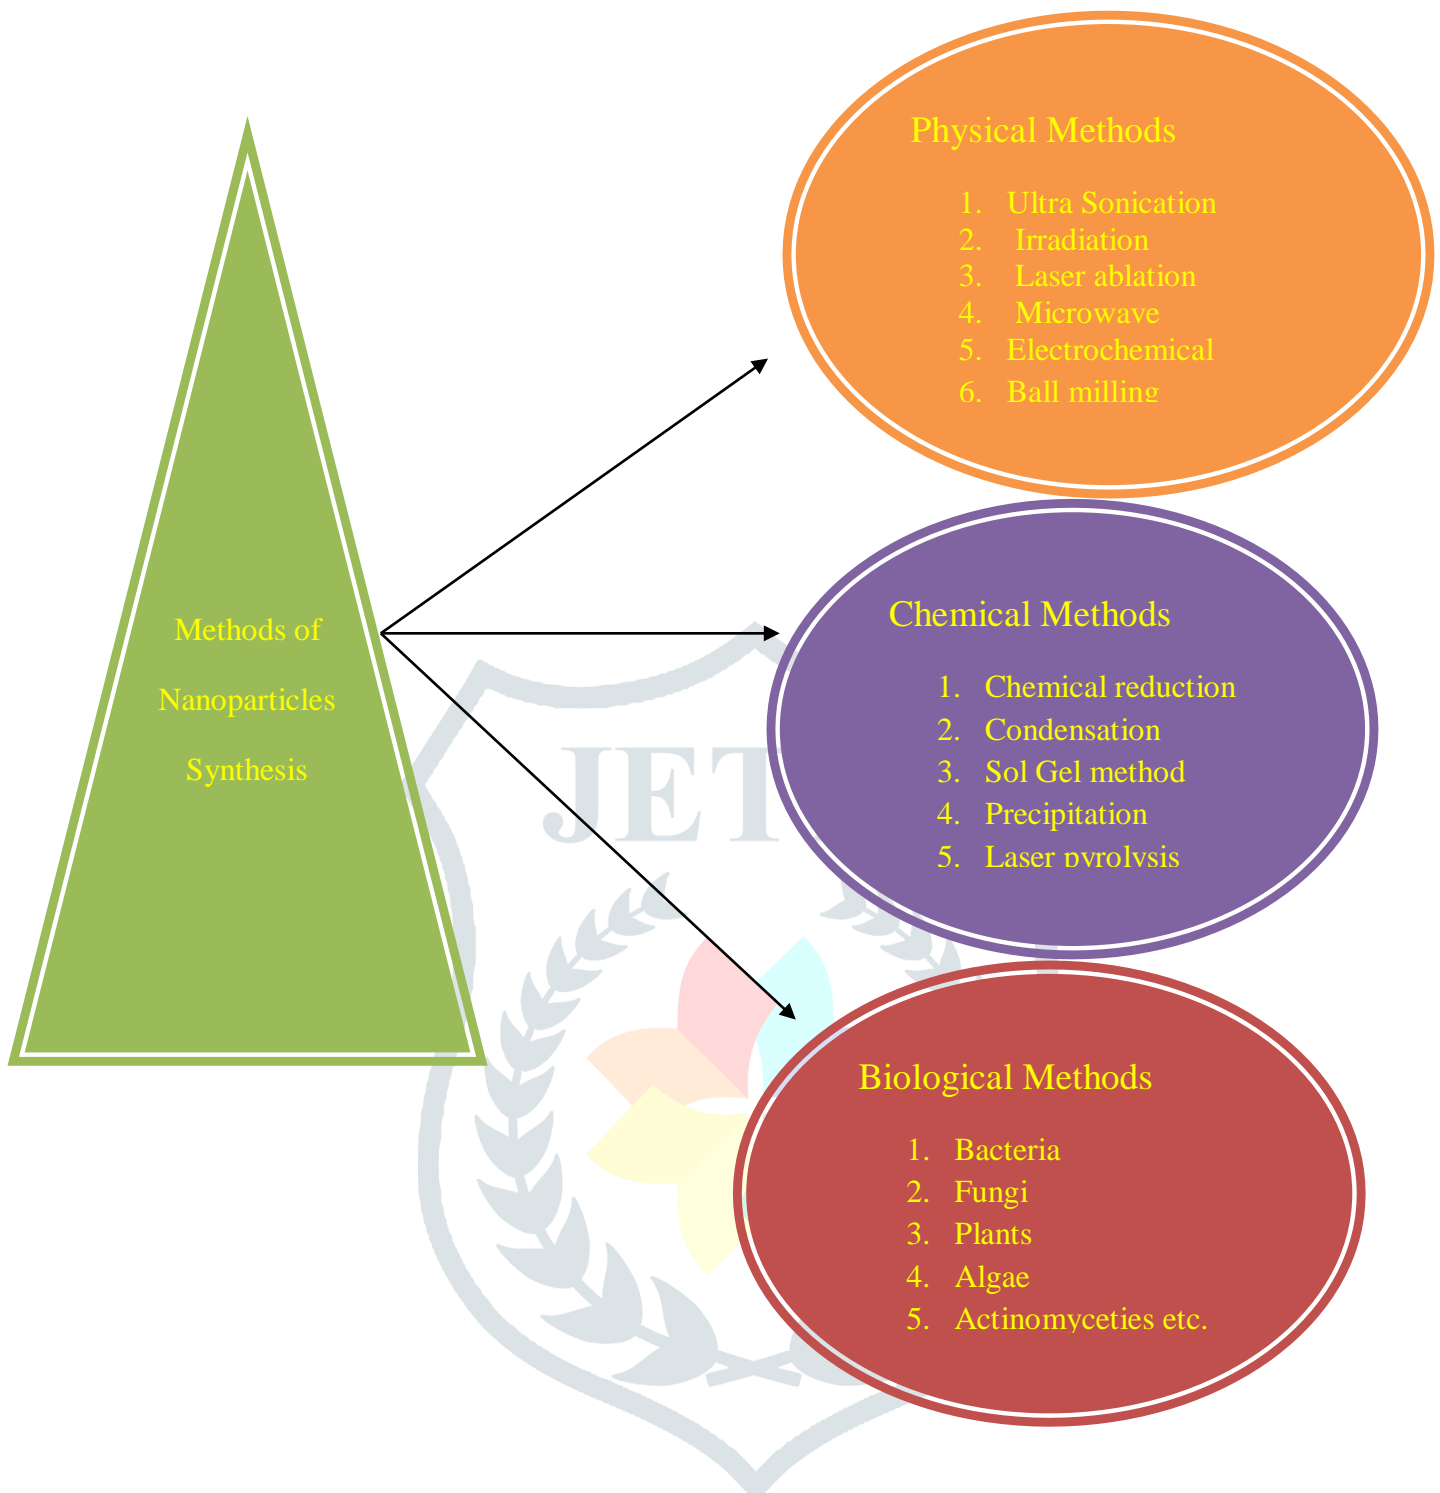 Methods of
Nanoparticles
Synthesis
Physical Methods
1. Ultra Sonication
2. Irradiation
3. Laser ablation
4. Microwave
5. Electrochemical
6. Ball milling
Chemical Methods
1. Chemical reduction
2. Condensation
3. Sol Gel method
4. Precipitation
5. Laser pyrolysis
Biological Methods
1. Bacteria
2. Fungi
3. Plants
4. Algae
5. Actinomyceties etc.
JET